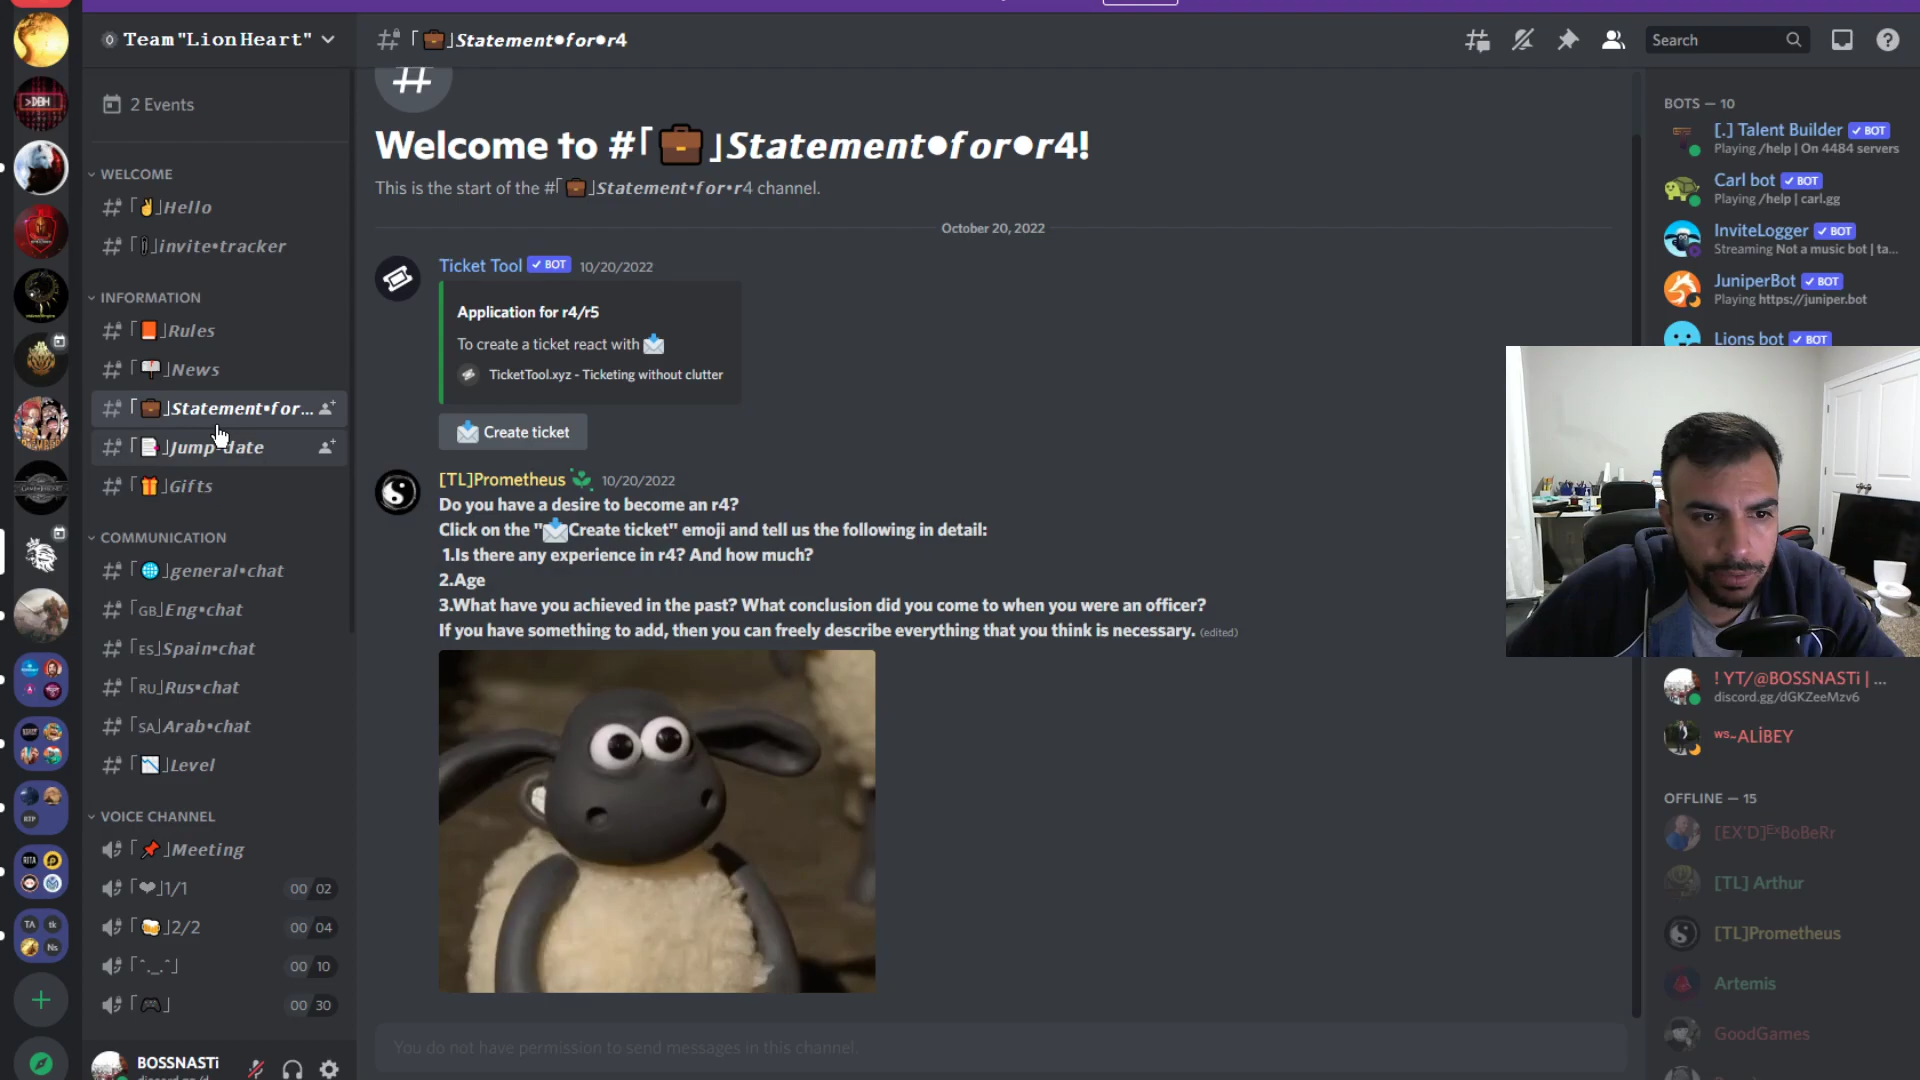 Team"LionHeart"
#「💼」Statement•for•r4
Search
2 Events
WELCOME
「✌」Hello
「」invite•tracker
INFORMATION
「📕」Rules
「📬」News
「💼」Statement•for...
「📑」Jump date
「🎁」Gifts
COMMUNICATION
「🌐」general•chat
「GB」Eng•chat
「ES」Spain•chat
「RU」Rus•chat
「SA」Arab•chat
「📉」Level
VOICE CHANNEL
「📌」Meeting
「❤」1/1 00 02
「🍻」2/2 00 04
「^._.^」 00 10
「🎮」 00 30
BOSSNASTi
Welcome to #「💼」Statement•for•r4!
This is the start of the #「💼」Statement•for•r4 channel.
October 20, 2022
Ticket Tool ✓ BOT 10/20/2022
Application for r4/r5
To create a ticket react with 📩
TicketTool.xyz - Ticketing without clutter
📩 Create ticket
[TL]Prometheus 10/20/2022
Do you have a desire to become an r4?
Click on the "📩Create ticket" emoji and tell us the following in detail:
1.Is there any experience in r4? And how much?
2.Age
3.What have you achieved in the past? What conclusion did you come to when you were an officer?
If you have something to add, then you can freely describe everything that you think is necessary. (edited)
You do not have permission to send messages in this channel.
BOTS — 10
[.] Talent Builder ✓ BOT
Playing /help | On 4484 servers
Carl bot ✓ BOT
Playing /help | carl.gg
InviteLogger ✓ BOT
Streaming Not a music bot | ta...
JuniperBot ✓ BOT
Playing https://juniper.bot
Lions bot ✓ BOT
! YT/@BOSSNASTi | ...
discord.gg/dGKZeeMzv6
ᵂˢ~ALİBEY
OFFLINE — 15
[EX'D]ᴱˣBoBeRr
[TL] Arthur
[TL]Prometheus
Artemis
GoodGames